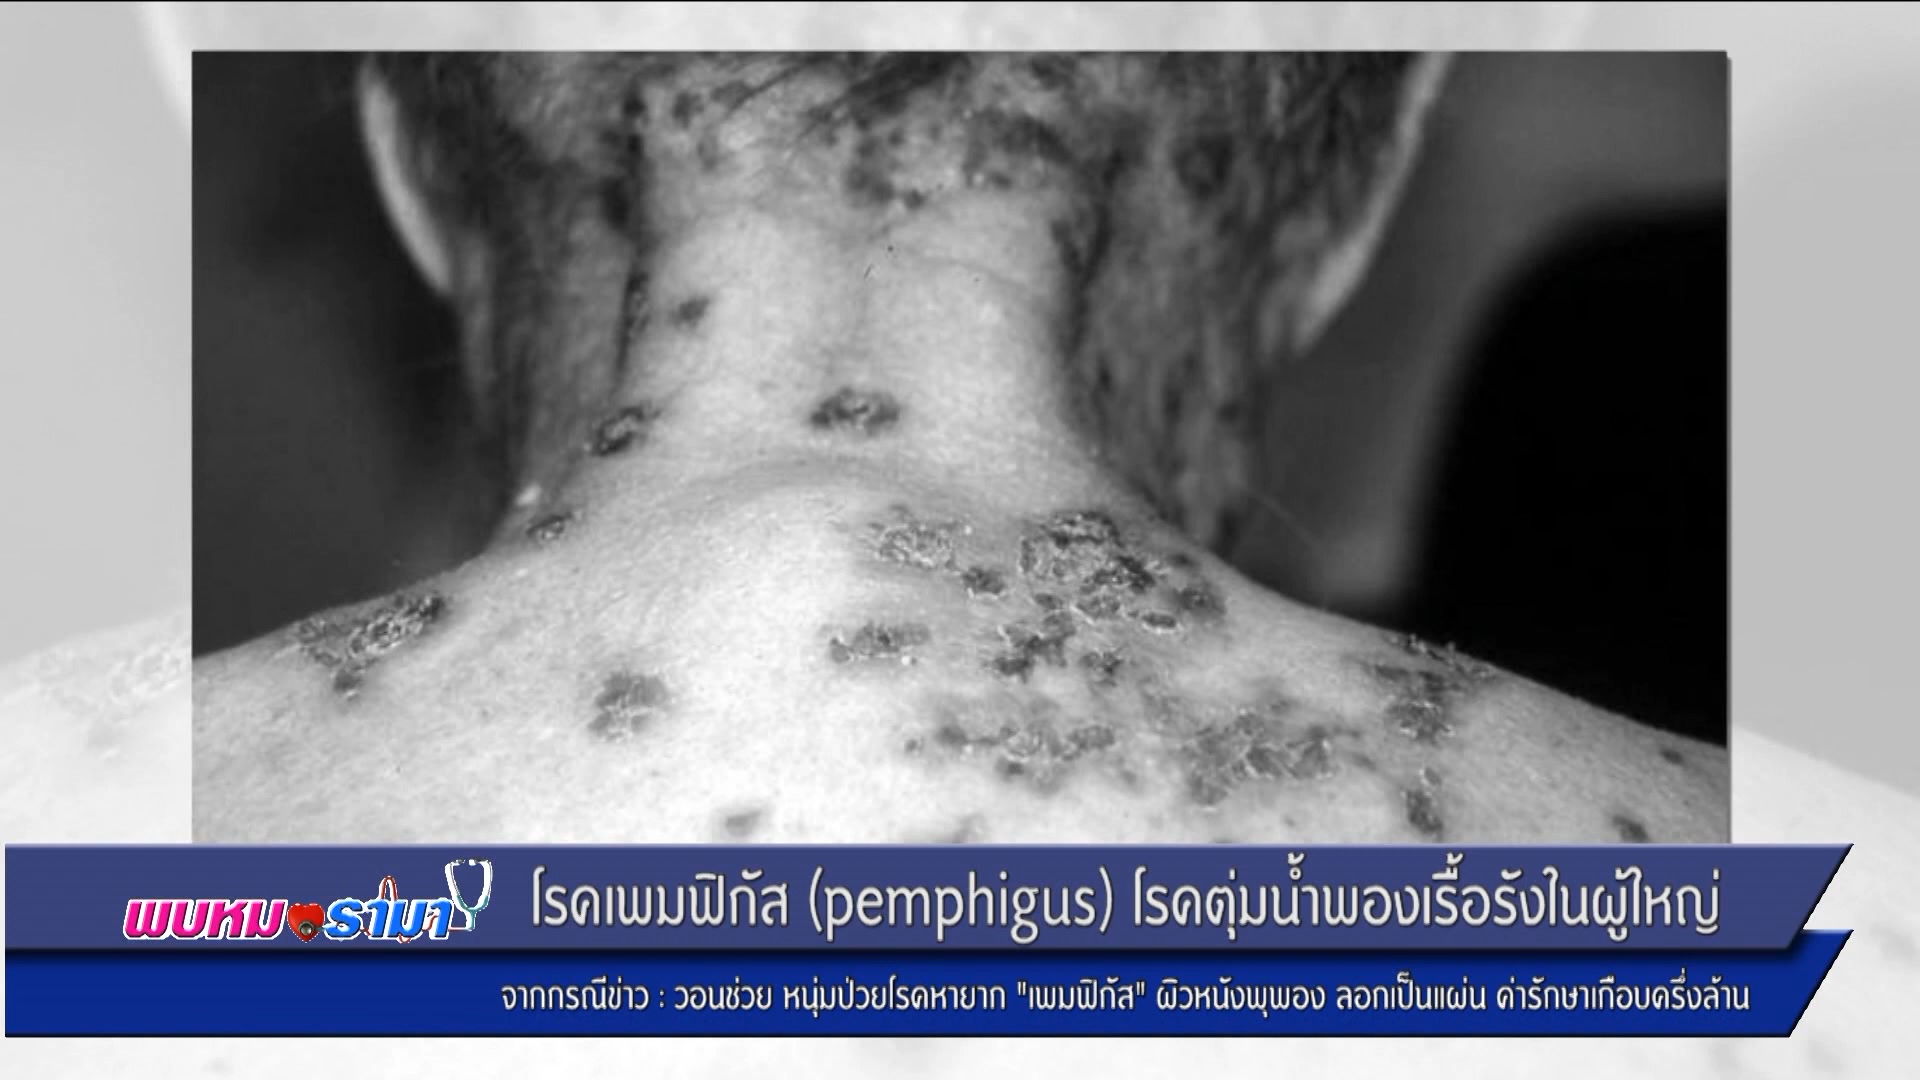 พบหมอรามา
โรคเพมฟิกัส (pemphigus) โรคตุ่มน้ำพองเรื้อรังในผู้ใหญ่
จากกรณีข่าว : วอนช่วย หนุ่มป่วยโรคหายาก "เพมฟิกัส" ผิวหนังพุพอง ลอกเป็นแผ่น ค่ารักษาเกือบครึ่งล้าน